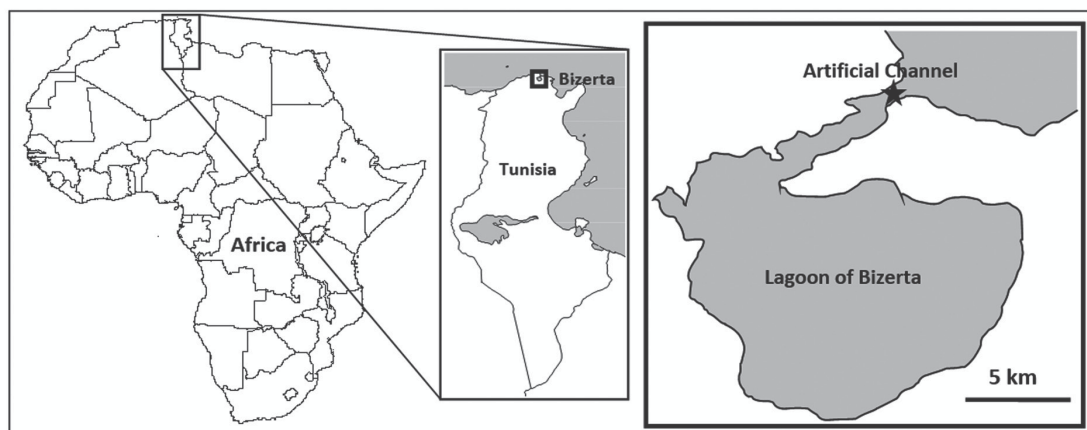 Africa
Bizerta
Tunisia
Artificial Channel
Lagoon of Bizerta
5 km